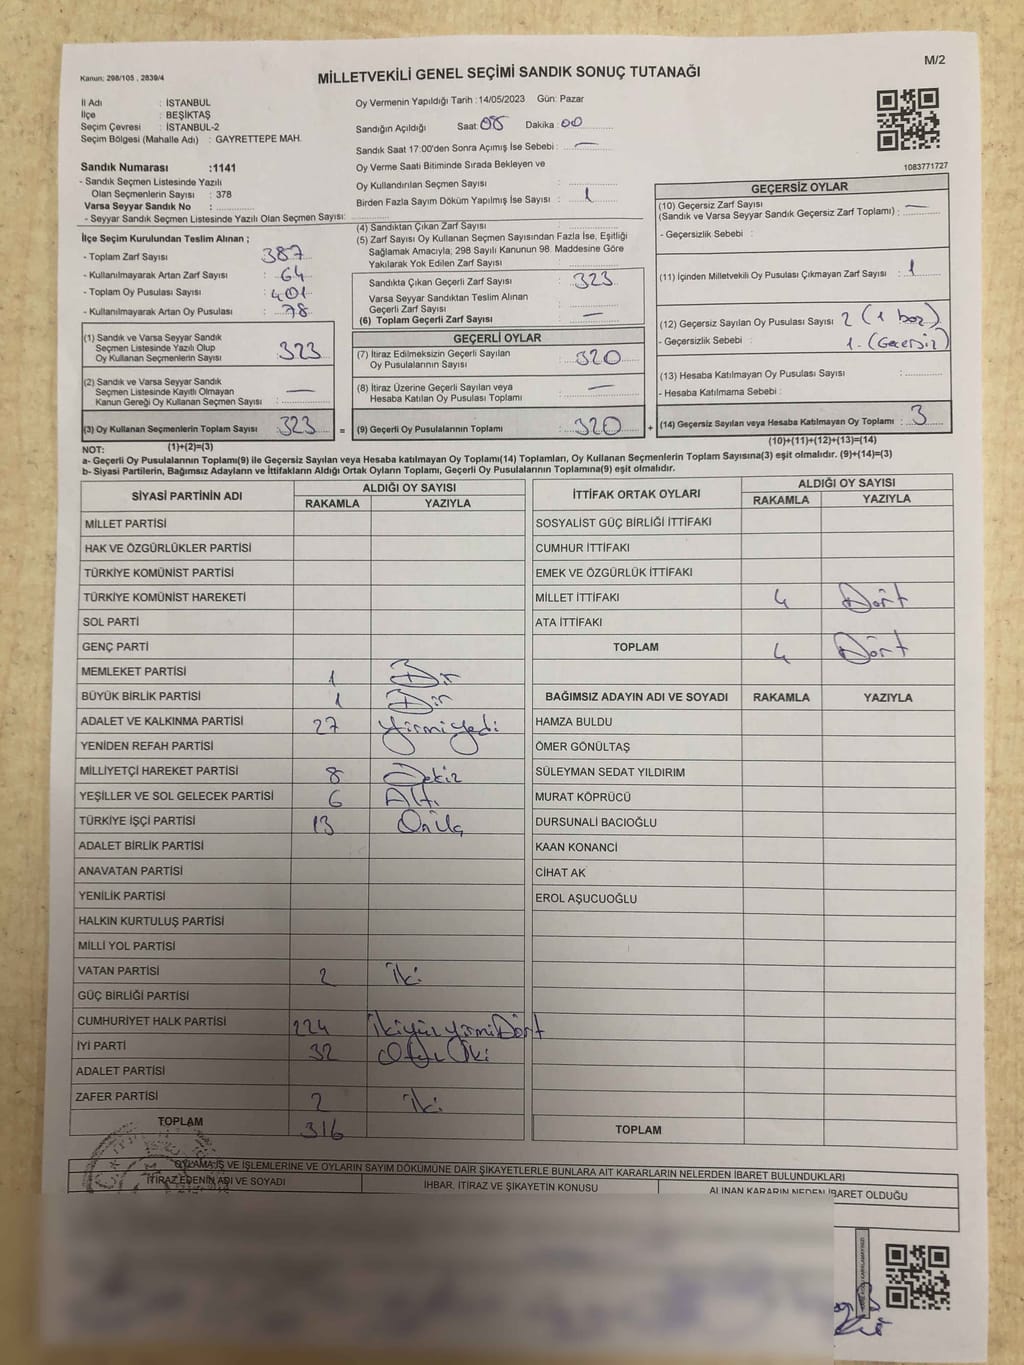 M/2
Kanun: 298/105 , 2839/4
MİLLETVEKİLİ GENEL SEÇİMİ SANDIK SONUÇ TUTANAĞI
İl Adı : İSTANBUL
İlçe : BEŞİKTAŞ
Seçim Çevresi : İSTANBUL-2
Seçim Bölgesi (Mahalle Adı) : GAYRETTEPE MAH.
Sandık Numarası :1141
- Sandık Seçmen Listesinde Yazılı
Olan Seçmenlerin Sayısı : 378
Varsa Seyyar Sandık No :
- Seyyar Sandık Seçmen Listesinde Yazılı Olan Seçmen Sayısı:
Oy Vermenin Yapıldığı Tarih : 14/05/2023 Gün: Pazar
Sandığın Açıldığı Saat: 08 Dakika : 00
Sandık Saat 17:00'den Sonra Açımış İse Sebebi : —
Oy Verme Saati Bitiminde Sırada Bekleyen ve
Oy Kullandırılan Seçmen Sayısı :
Birden Fazla Sayım Döküm Yapılmış İse Sayısı : 1
1083771727
İlçe Seçim Kurulundan Teslim Alınan ;
- Toplam Zarf Sayısı : 387
- Kullanılmayarak Artan Zarf Sayısı : 64
- Toplam Oy Pusulası Sayısı : 401
- Kullanılmayarak Artan Oy Pusulası : 78
(1) Sandık ve Varsa Seyyar Sandık
Seçmen Listesinde Yazılı Olup
Oy Kullanan Seçmenlerin Sayısı : 323
(2) Sandık ve Varsa Seyyar Sandık
Seçmen Listesinde Kayıtlı Olmayan
Kanun Gereği Oy Kullanan Seçmen Sayısı : —
(3) Oy Kullanan Seçmenlerin Toplam Sayısı : 323
(1)+(2)=(3)
(4) Sandıktan Çıkan Zarf Sayısı :
(5) Zarf Sayısı Oy Kullanan Seçmen Sayısından Fazla İse, Eşitliği
Sağlamak Amacıyla, 298 Sayılı Kanunun 98. Maddesine Göre
Yakılarak Yok Edilen Zarf Sayısı :
Sandıkta Çıkan Geçerli Zarf Sayısı : 323
Varsa Seyyar Sandıktan Teslim Alınan
Geçerli Zarf Sayısı :
(6) Toplam Geçerli Zarf Sayısı : —
GEÇERLİ OYLAR
(7) İtiraz Edilmeksizin Geçerli Sayılan
Oy Pusulalarının Sayısı : 320
(8) İtiraz Üzerine Geçerli Sayılan veya
Hesaba Katılan Oy Pusulası Toplamı : —
= (9) Geçerli Oy Pusulalarının Toplamı : 320 +
GEÇERSİZ OYLAR
(10) Geçersiz Zarf Sayısı
(Sandık ve Varsa Seyyar Sandık Geçersiz Zarf Toplamı) : —
- Geçersizlik Sebebi :
(11) İçinden Milletvekili Oy Pusulası Çıkmayan Zarf Sayısı : 1
(12) Geçersiz Sayılan Oy Pusulası Sayısı : 2 (1 boş)
- Geçersizlik Sebebi : 1- (Geçersiz)
(13) Hesaba Katılmayan Oy Pusulası Sayısı :
- Hesaba Katılmama Sebebi :
(14) Geçersiz Sayılan veya Hesaba Katılmayan Oy Toplamı : 3
(10)+(11)+(12)+(13)=(14)
NOT:
a- Geçerli Oy Pusulalarının Toplamı(9) ile Geçersiz Sayılan veya Hesaba katılmayan Oy Toplamı(14) Toplamları, Oy Kullanan Seçmenlerin Toplam Sayısına(3) eşit olmalıdır. (9)+(14)=(3)
b- Siyasi Partilerin, Bağımsız Adayların ve İttifakların Aldığı Ortak Oyların Toplamı, Geçerli Oy Pusulalarının Toplamına(9) eşit olmalıdır.
SİYASİ PARTİNİN ADI ALDIĞI OY SAYISI
RAKAMLA YAZIYLA
MİLLET PARTİSİ
HAK VE ÖZGÜRLÜKLER PARTİSİ
TÜRKİYE KOMÜNİST PARTİSİ
TÜRKİYE KOMÜNİST HAREKETİ
SOL PARTİ
GENÇ PARTİ
MEMLEKET PARTİSİ 1 Bir
BÜYÜK BİRLİK PARTİSİ 1 Bir
ADALET VE KALKINMA PARTİSİ 27 yirmiyedi
YENİDEN REFAH PARTİSİ
MİLLİYETÇİ HAREKET PARTİSİ 8 Sekiz
YEŞİLLER VE SOL GELECEK PARTİSİ 6 Altı
TÜRKİYE İŞÇİ PARTİSİ 13 Onüç
ADALET BİRLİK PARTİSİ
ANAVATAN PARTİSİ
YENİLİK PARTİSİ
HALKIN KURTULUŞ PARTİSİ
MİLLİ YOL PARTİSİ
VATAN PARTİSİ 2 İki
GÜÇ BİRLİĞİ PARTİSİ
CUMHURİYET HALK PARTİSİ 224 İkiyüzyirmiDört
İYİ PARTİ 32 Otuz İki
ADALET PARTİSİ
ZAFER PARTİSİ 2 İki
TOPLAM 316
İTTİFAK ORTAK OYLARI ALDIĞI OY SAYISI
RAKAMLA YAZIYLA
SOSYALİST GÜÇ BİRLİĞİ İTTİFAKI
CUMHUR İTTİFAKI
EMEK VE ÖZGÜRLÜK İTTİFAKI
MİLLET İTTİFAKI 4 Dört
ATA İTTİFAKI
TOPLAM 4 Dört
BAĞIMSIZ ADAYIN ADI VE SOYADI RAKAMLA YAZIYLA
HAMZA BULDU
ÖMER GÖNÜLTAŞ
SÜLEYMAN SEDAT YILDIRIM
MURAT KÖPRÜCÜ
DURSUNALİ BACIOĞLU
KAAN KONANCİ
CİHAT AK
EROL AŞUCUOĞLU
TOPLAM
OYLAMA İŞ VE İŞLEMLERİNE VE OYLARIN SAYIM DÖKÜMÜNE DAİR ŞİKAYETLERLE BUNLARA AİT KARARLARIN NELERDEN İBARET BULUNDUKLARI
İTİRAZ EDENİN ADI VE SOYADI İHBAR, İTİRAZ VE ŞİKAYETİN KONUSU ALINAN KARARIN NEDEN İBARET OLDUĞU